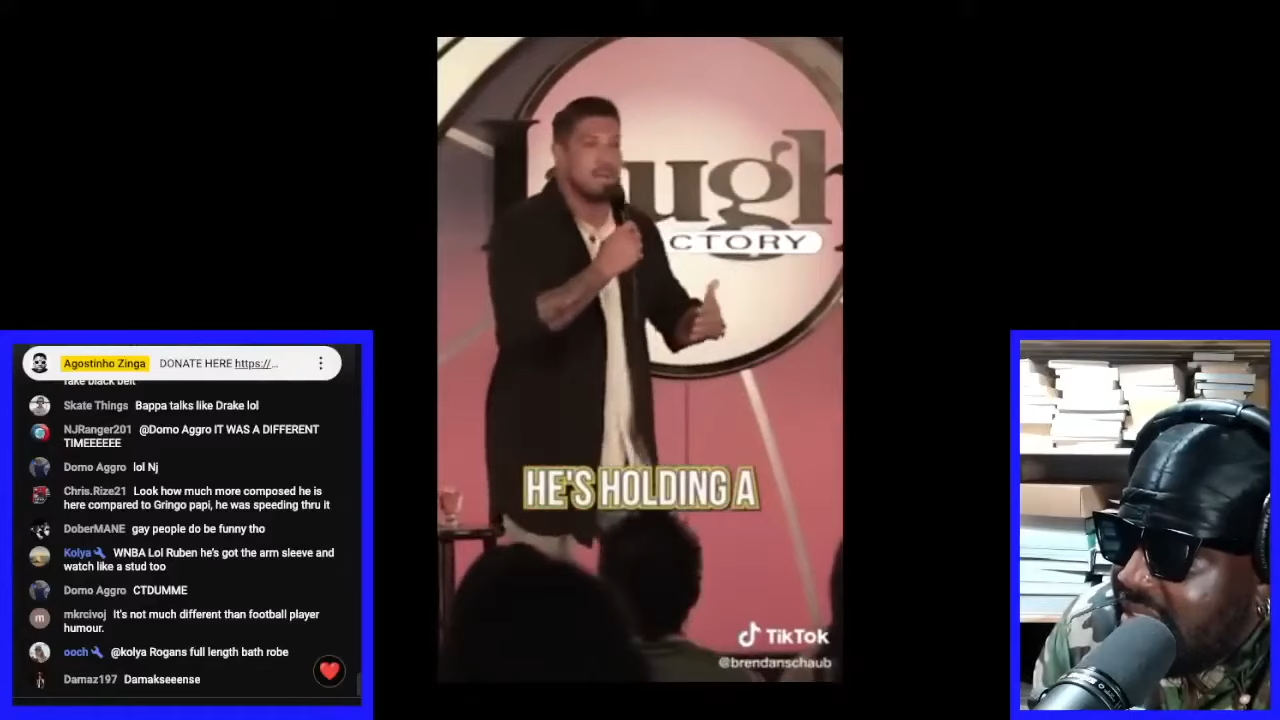 Laugh
CTORY
HE'S HOLDING A
TikTok
@brendanschaub
Agostinho Zinga DONATE HERE https://...
fake black belt
Skate Things Bappa talks like Drake lol
NJRanger201 @Domo Aggro IT WAS A DIFFERENT
TIMEEEEEE
Domo Aggro lol Nj
Chris.Rize21 Look how much more composed he is
here compared to Gringo papi, he was speeding thru it
DoberMANE gay people do be funny tho
Kolya WNBA Lol Ruben he's got the arm sleeve and
watch like a stud too
Domo Aggro CTDUMME
m mkrcivoj It's not much different than football player
humour.
ooch @kolya Rogans full length bath robe
Damaz197 Damakseeense